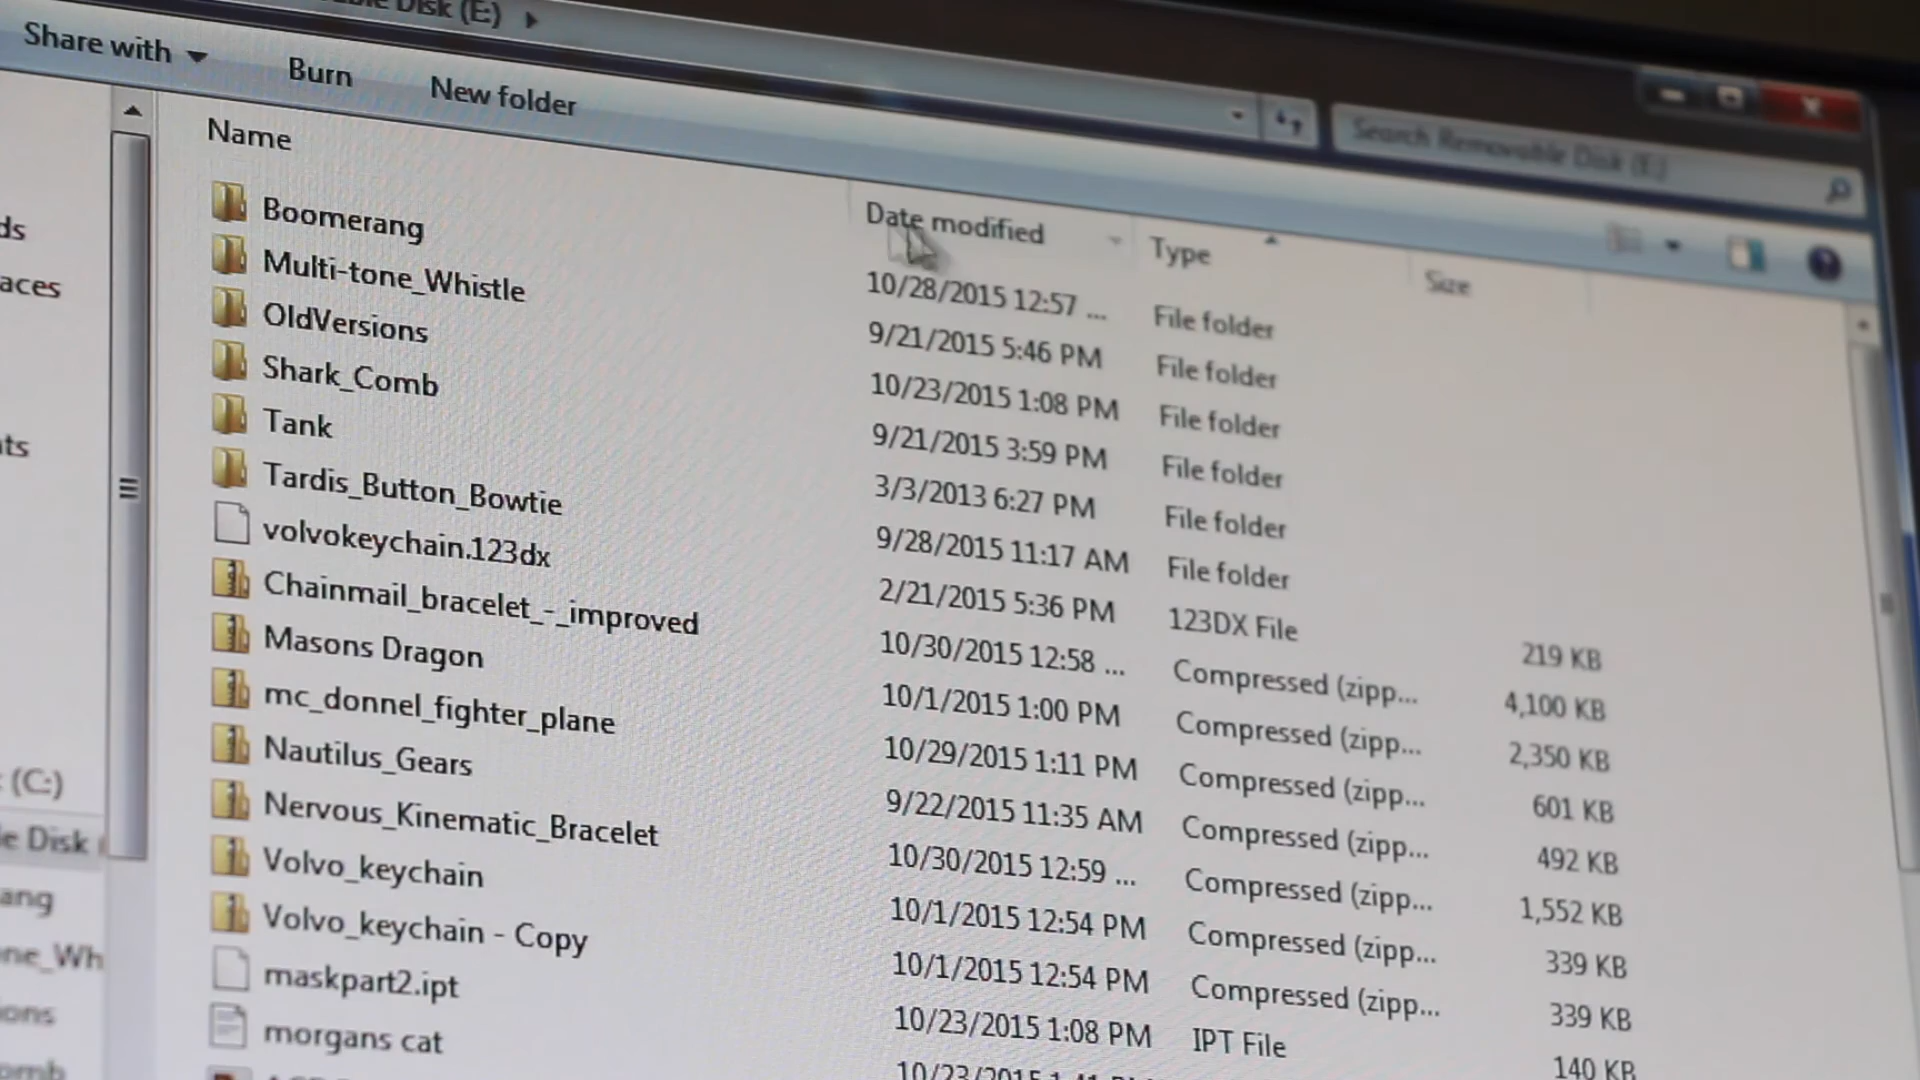 Disk (E:)
Share with Burn New folder
Search Removable Disk (E:)
Name Date modified Type Size
Boomerang 10/28/2015 12:57 ... File folder
Multi-tone_Whistle 9/21/2015 5:46 PM File folder
OldVersions 10/23/2015 1:08 PM File folder
Shark_Comb 9/21/2015 3:59 PM File folder
Tank 3/3/2013 6:27 PM File folder
Tardis_Button_Bowtie 9/28/2015 11:17 AM File folder
volvokeychain.123dx 2/21/2015 5:36 PM 123DX File 219 KB
Chainmail_bracelet_-_improved 10/30/2015 12:58 ... Compressed (zipp... 4,100 KB
Masons Dragon 10/1/2015 1:00 PM Compressed (zipp... 2,350 KB
mc_donnel_fighter_plane 10/29/2015 1:11 PM Compressed (zipp... 601 KB
Nautilus_Gears 9/22/2015 11:35 AM Compressed (zipp... 492 KB
Nervous_Kinematic_Bracelet 10/30/2015 12:59 ... Compressed (zipp... 1,552 KB
Volvo_keychain 10/1/2015 12:54 PM Compressed (zipp... 339 KB
Volvo_keychain - Copy 10/1/2015 12:54 PM Compressed (zipp... 339 KB
maskpart2.ipt 10/23/2015 1:08 PM IPT File 140 KB
morgans cat
ds
aces
ts
(C:)
e Disk
ang
ne_Wh
ons
omb